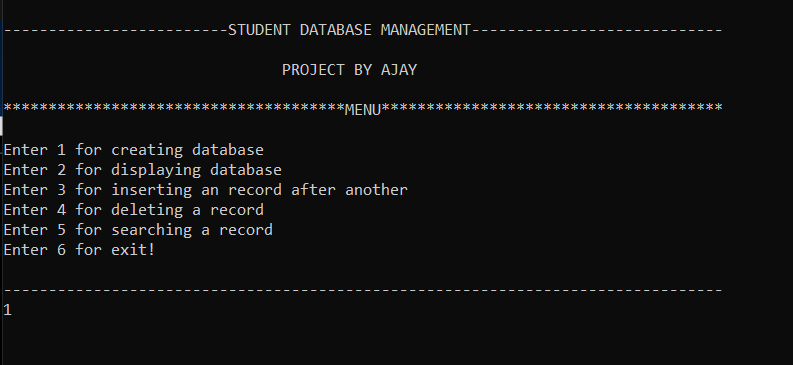 -------------------------STUDENT DATABASE MANAGEMENT----------------------------
PROJECT BY AJAY
**************************************MENU**************************************
Enter 1 for creating database
Enter 2 for displaying database
Enter 3 for inserting an record after another
Enter 4 for deleting a record
Enter 5 for searching a record
Enter 6 for exit!
--------------------------------------------------------------------------------
1